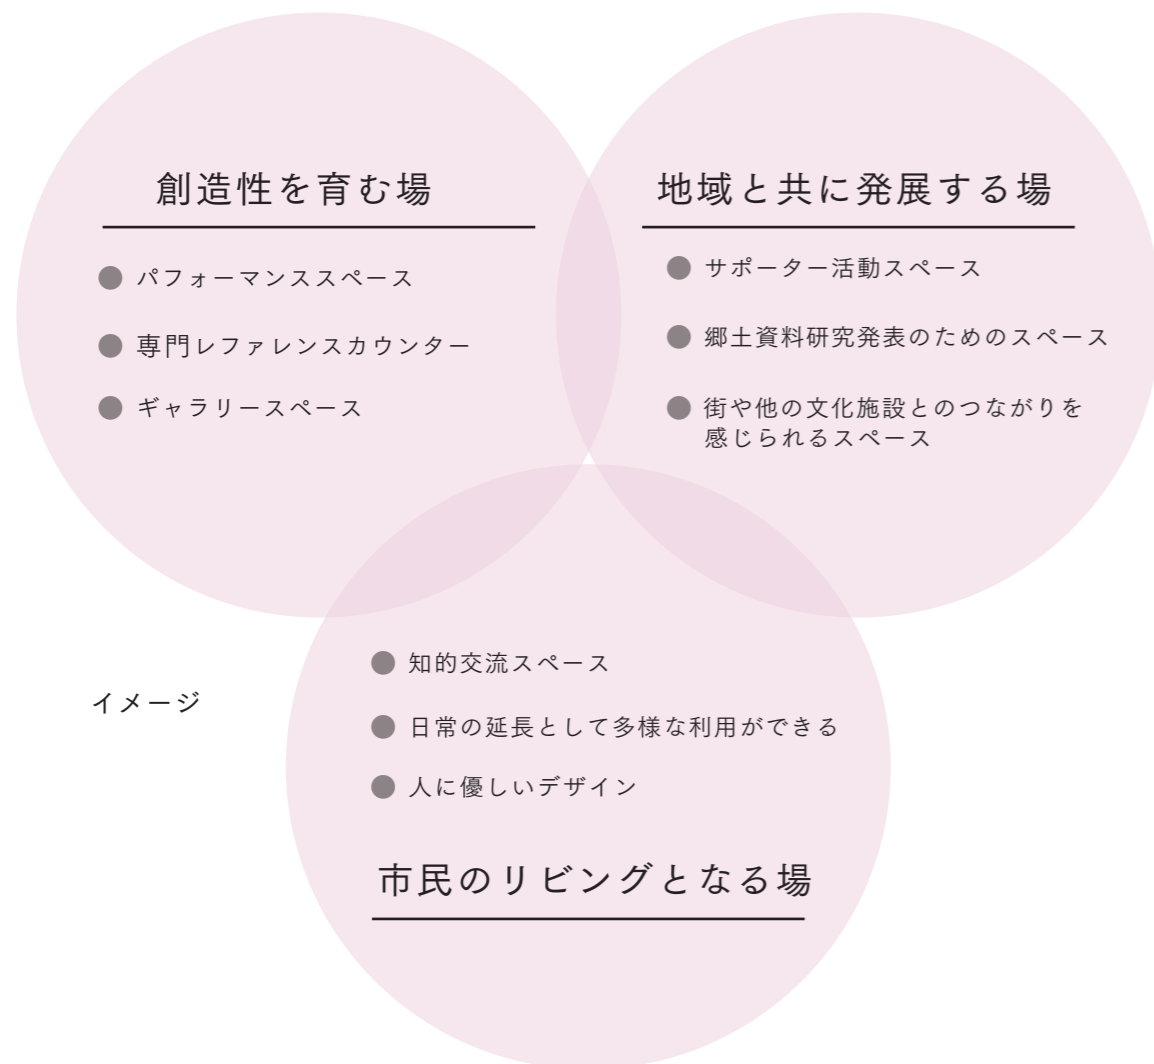 創造性を育む場
パフォーマンススペース
専門レファレンスカウンター
ギャラリースペース
地域と共に発展する場
サポーター活動スペース
郷土資料研究発表のためのスペース
街や他の文化施設とのつながりを
感じられるスペース
イメージ
知的交流スペース
日常の延長として多様な利用ができる
人に優しいデザイン
市民のリビングとなる場